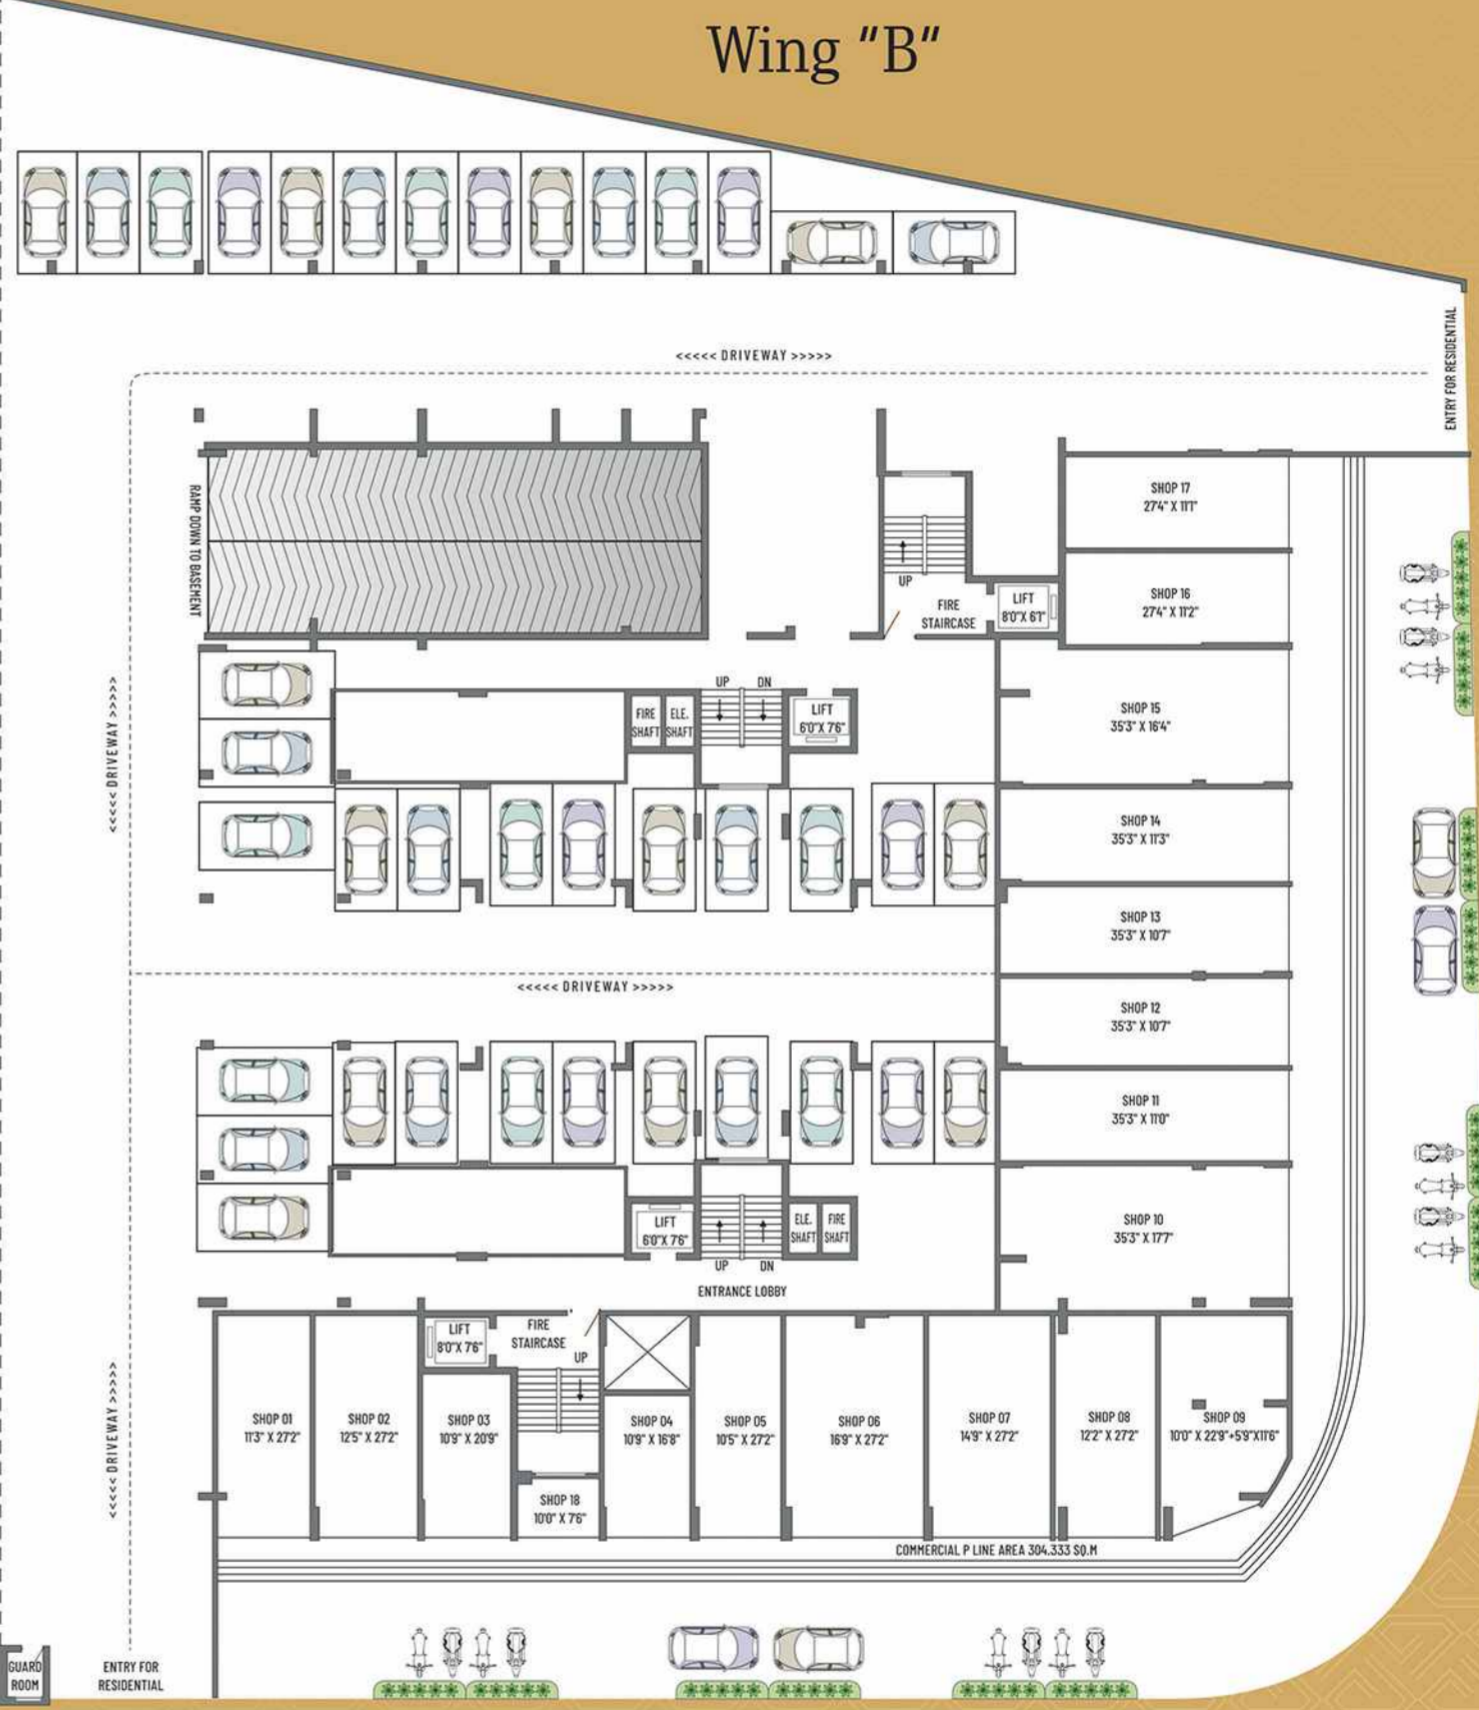 Wing "B"
ENTRY FOR RESIDENTIAL
<<<<< DRIVEWAY >>>>>
RAMP DOWN TO BASEMENT
SHOP 17
27'4" X 11'1"
UP
FIRE
STAIRCASE
LIFT
8'0"X 6'7"
SHOP 16
27'4" X 11'2"
<<<<< DRIVEWAY >>>>>
FIRE
SHAFT
ELE.
SHAFT
UP
DN
LIFT
6'0"X 7'6"
SHOP 15
35'3" X 16'4"
SHOP 14
35'3" X 11'3"
SHOP 13
35'3" X 10'7"
<<<<< DRIVEWAY >>>>>
SHOP 12
35'3" X 10'7"
SHOP 11
35'3" X 11'0"
SHOP 10
35'3" X 17'7"
LIFT
6'0"X 7'6"
ELE.
SHAFT
FIRE
SHAFT
UP
DN
ENTRANCE LOBBY
LIFT
8'0"X 7'6"
FIRE
STAIRCASE
UP
<<<<< DRIVEWAY >>>>>
SHOP 01
11'3" X 27'2"
SHOP 02
12'5" X 27'2"
SHOP 03
10'9" X 20'9"
SHOP 04
10'9" X 16'8"
SHOP 05
10'5" X 27'2"
SHOP 06
16'9" X 27'2"
SHOP 07
14'9" X 27'2"
SHOP 08
12'2" X 27'2"
SHOP 09
10'0" X 22'9"+5'9"X11'6"
SHOP 18
10'0" X 7'6"
COMMERCIAL P LINE AREA 304.333 SQ.M
GUARD
ROOM
ENTRY FOR
RESIDENTIAL